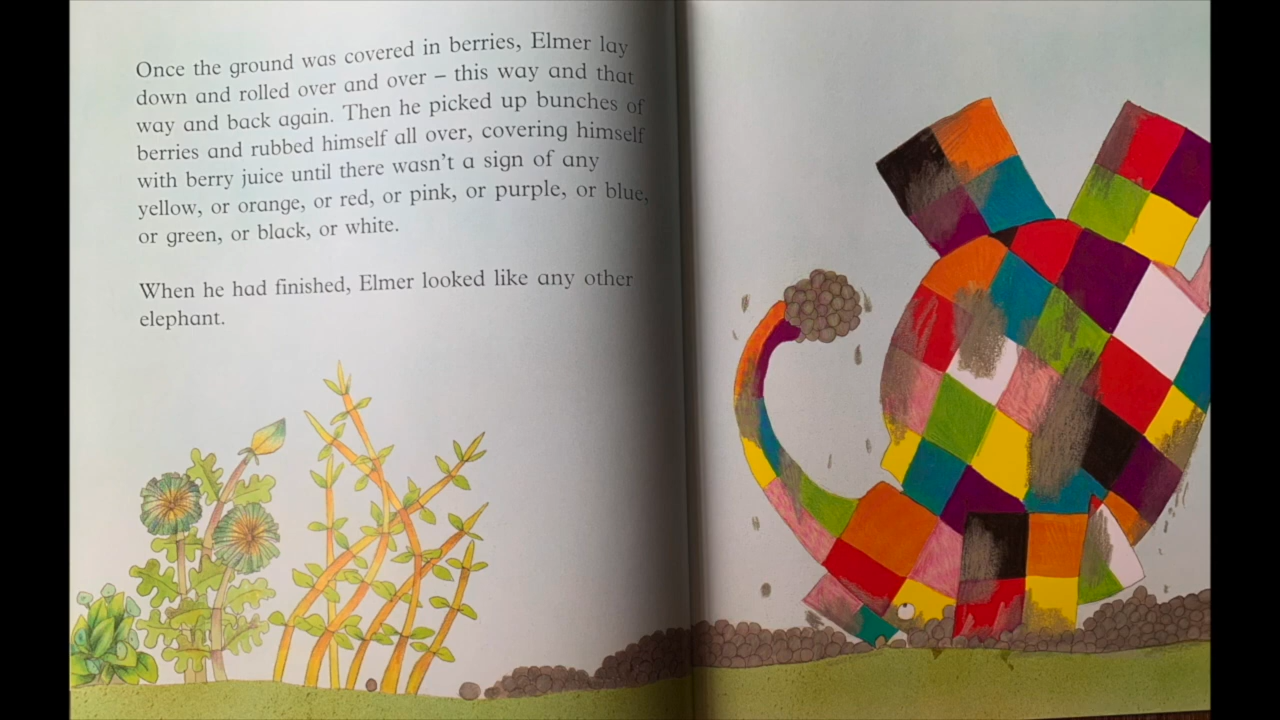 Once the ground was covered in berries, Elmer lay
down and rolled over and over – this way and that
way and back again. Then he picked up bunches of
berries and rubbed himself all over, covering himself
with berry juice until there wasn't a sign of any
yellow, or orange, or red, or pink, or purple, or blue,
or green, or black, or white.
When he had finished, Elmer looked like any other
elephant.